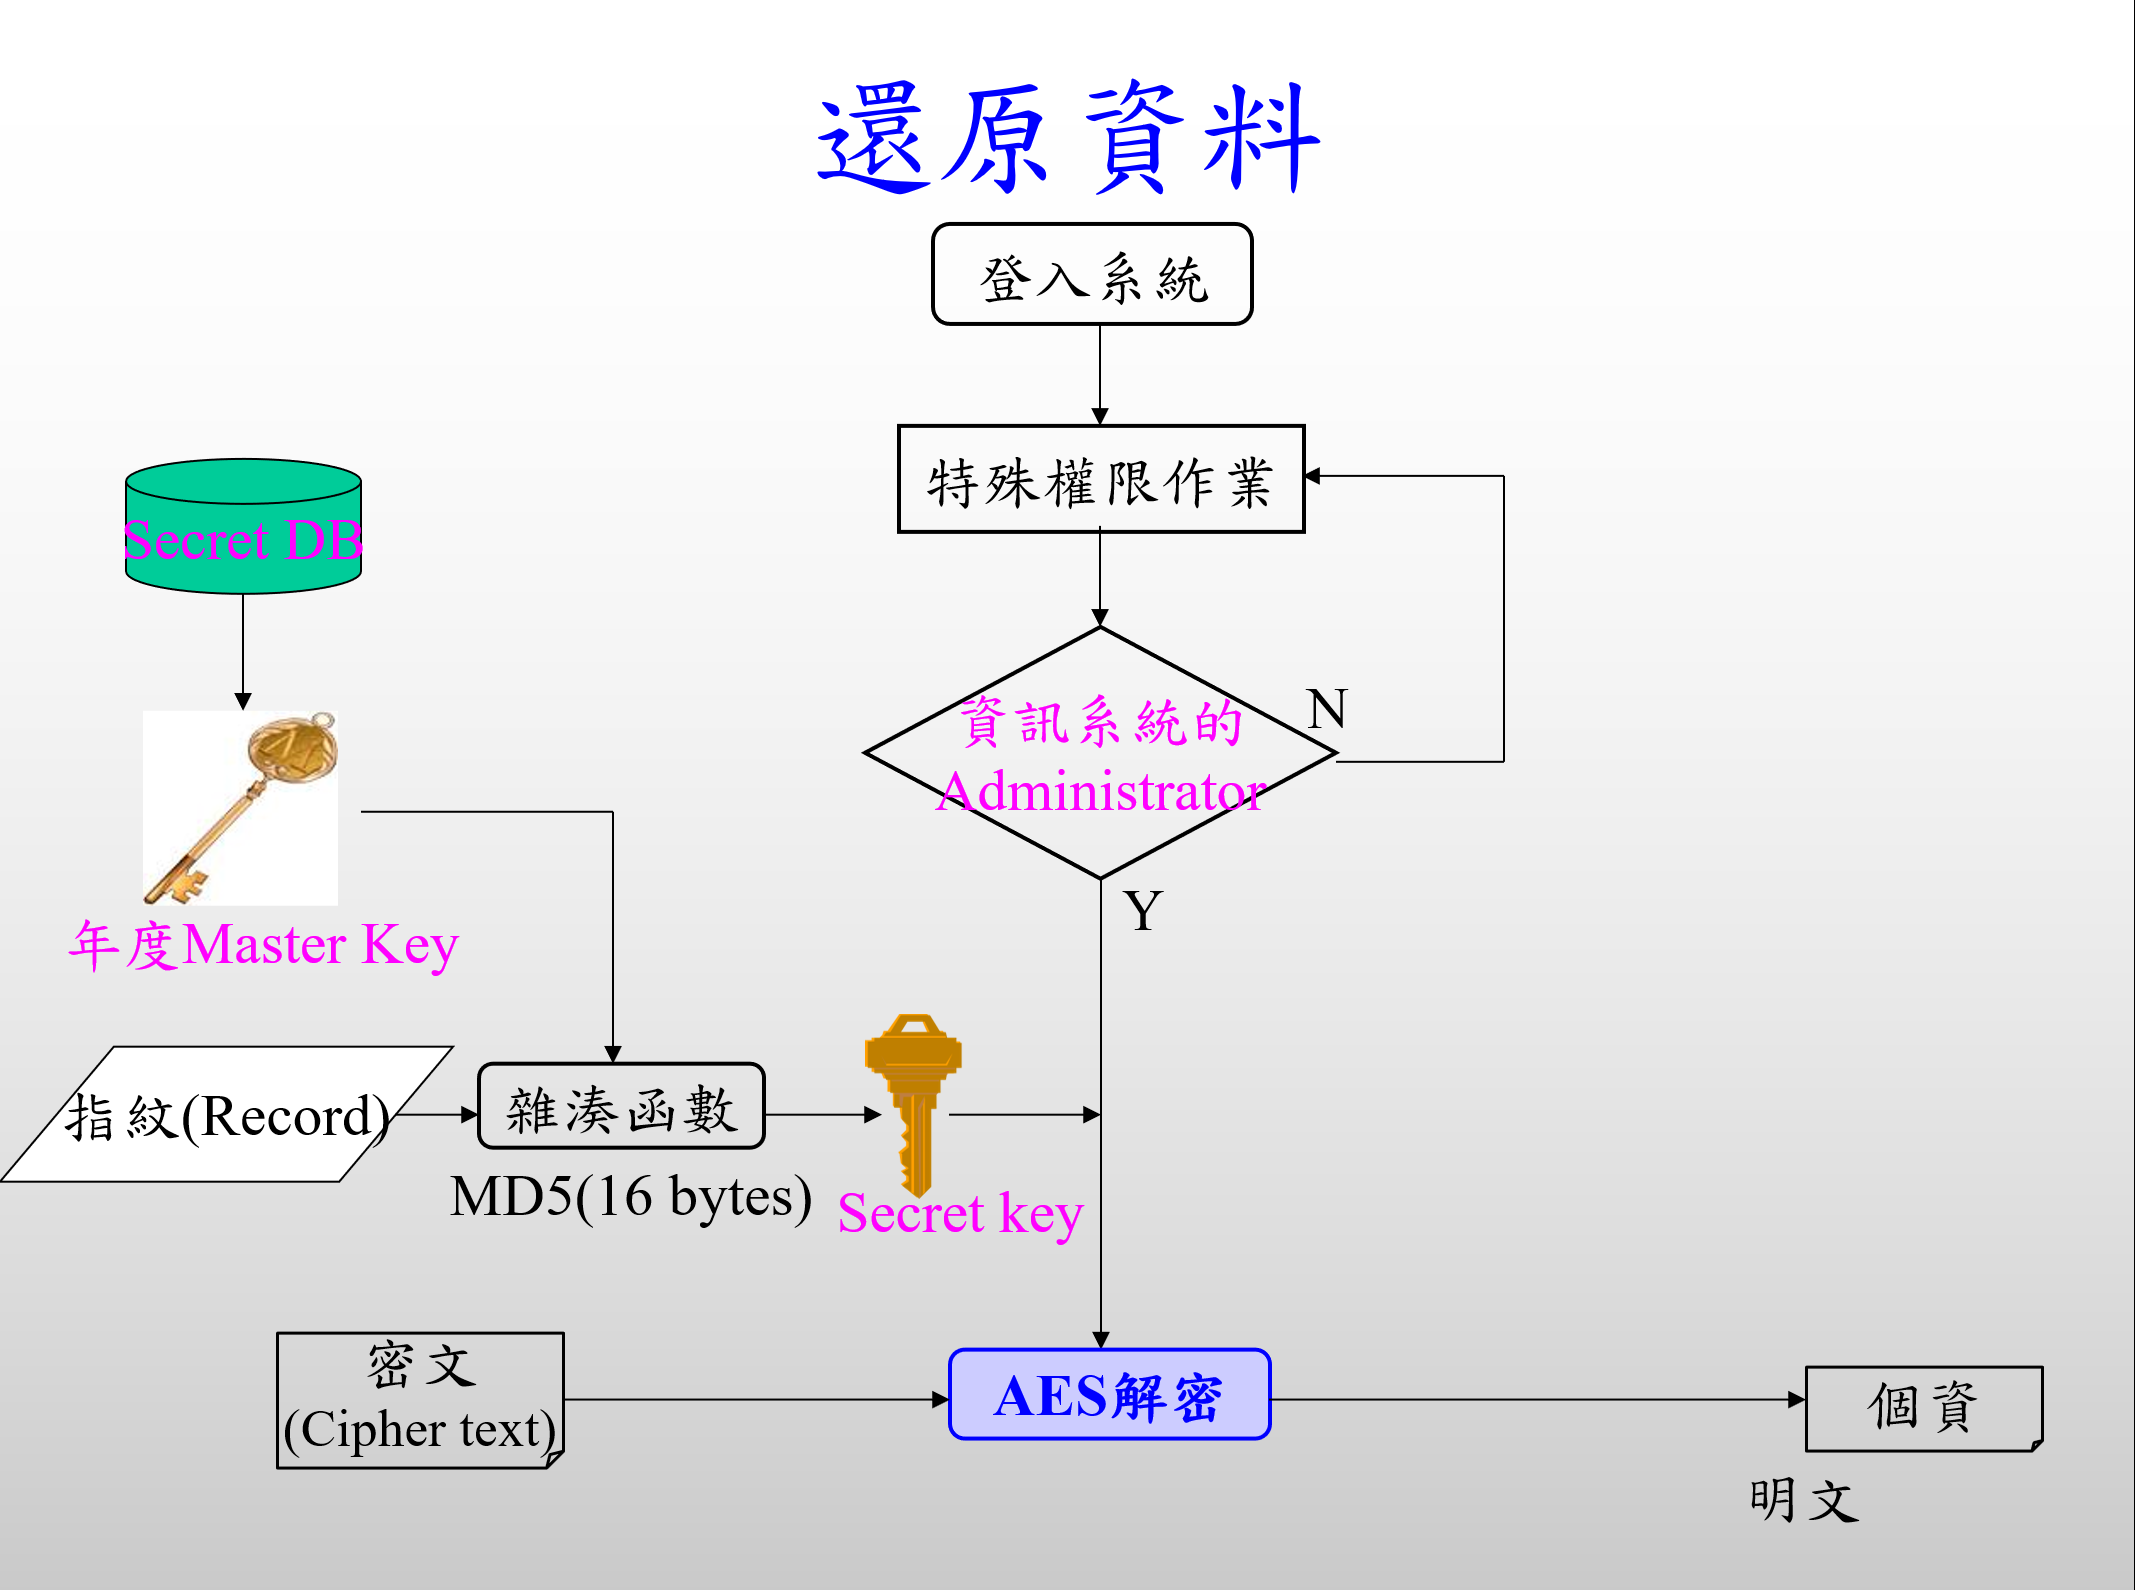 還原資料
登入系統
特殊權限作業
Secret DB
資訊系統的
Administrator
N
Y
年度Master Key
指紋(Record)
雜湊函數
MD5(16 bytes)
Secret key
密文
(Cipher text)
AES解密
個資
明文